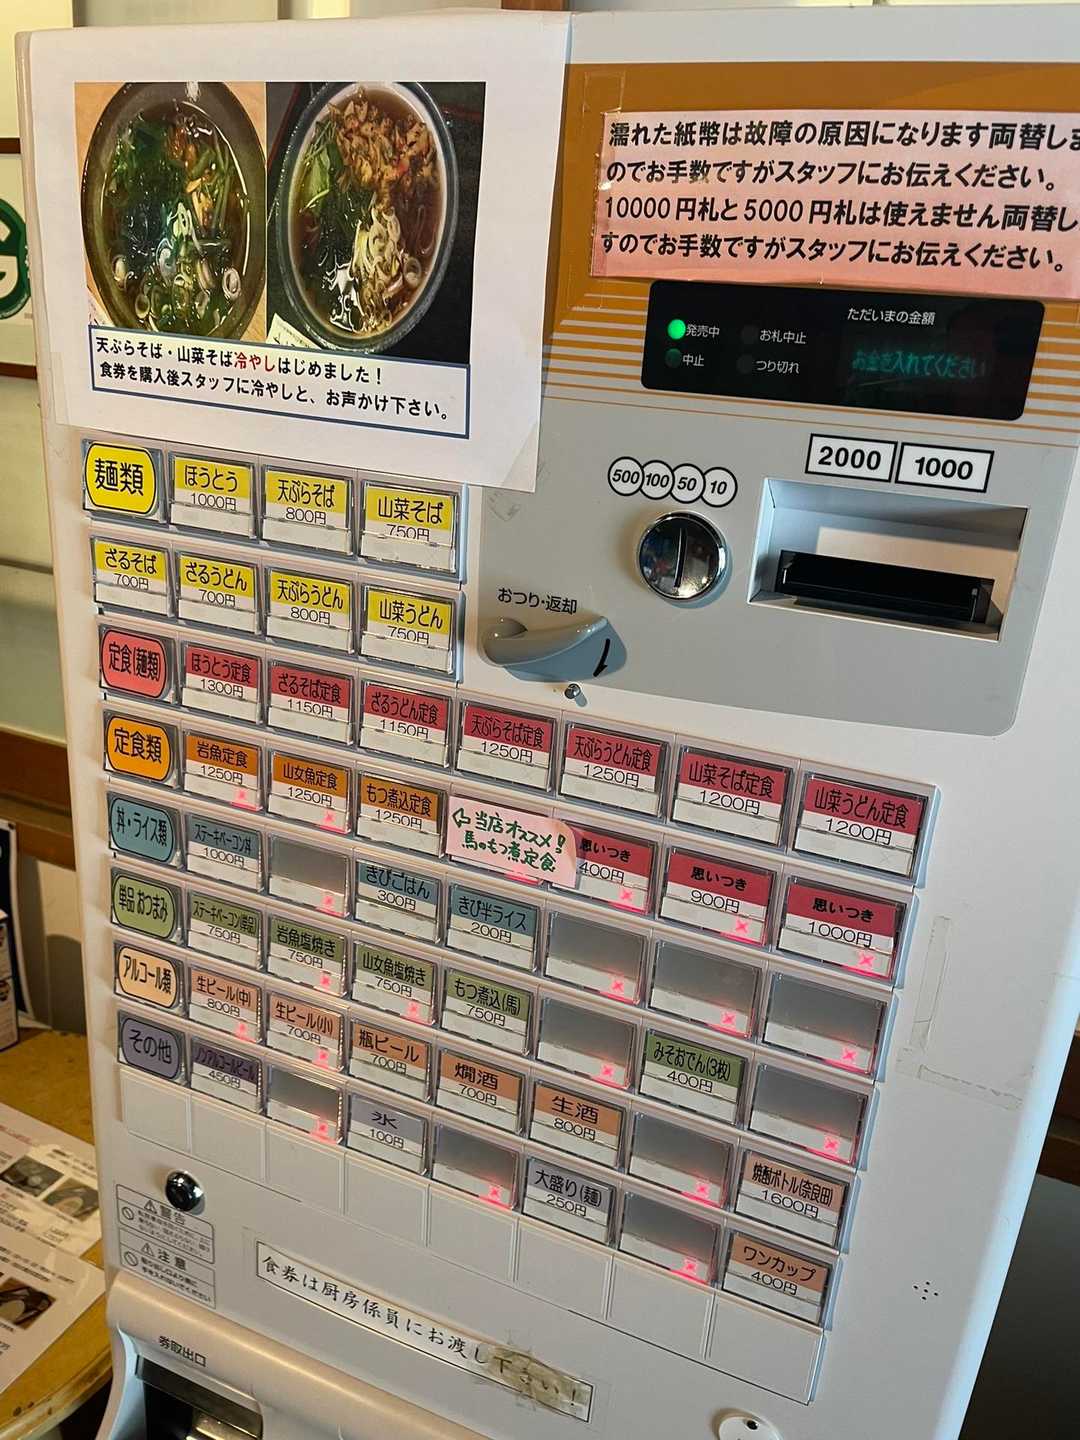 天ぷらそば・山菜そば冷やしはじめました！
食券を購入後スタッフに冷やしと、お声かけ下さい。
濡れた紙幣は故障の原因になります両替しま
のでお手数ですがスタッフにお伝えください。
10000円札と5000円札は使えません両替し
すのでお手数ですがスタッフにお伝えください。
ただいまの金額
発売中 お札中止
中止 つり切れ
お金を入れてください
2000 1000
500 100 50 10
おつり・返却
麺類
ほうとう 1000円
天ぷらそば 800円
山菜そば 750円
ざるそば 700円
ざるうどん 700円
天ぷらうどん 800円
山菜うどん 750円
定食(麺類)
ほうとう定食 1300円
ざるそば定食 1150円
ざるうどん定食 1150円
天ぷらそば定食 1250円
天ぷらうどん定食 1250円
山菜そば定食 1200円
山菜うどん定食 1200円
定食類
岩魚定食 1250円
山女魚定食 1250円
もつ煮込定食 1250円
当店オススメ！
馬のもつ煮定食
思いつき 400円
思いつき 900円
思いつき 1000円
丼・ライス類
ステーキベーコン丼 1000円
きびごはん 300円
きび半ライス 200円
単品 おつまみ
ステーキベーコン(単品) 750円
岩魚塩焼き 750円
山女魚塩焼き 750円
もつ煮込(馬) 750円
みそおでん(3枚) 400円
アルコール類
生ビール(中) 800円
生ビール(小) 700円
瓶ビール 700円
燗酒 700円
生酒 800円
焼酎ボトル(奈良田) 1600円
その他
ノンアルコールビール 450円
氷 100円
大盛り(麺) 250円
ワンカップ 400円
警告
注意
食券は厨房係員にお渡し下さい！
券取出口